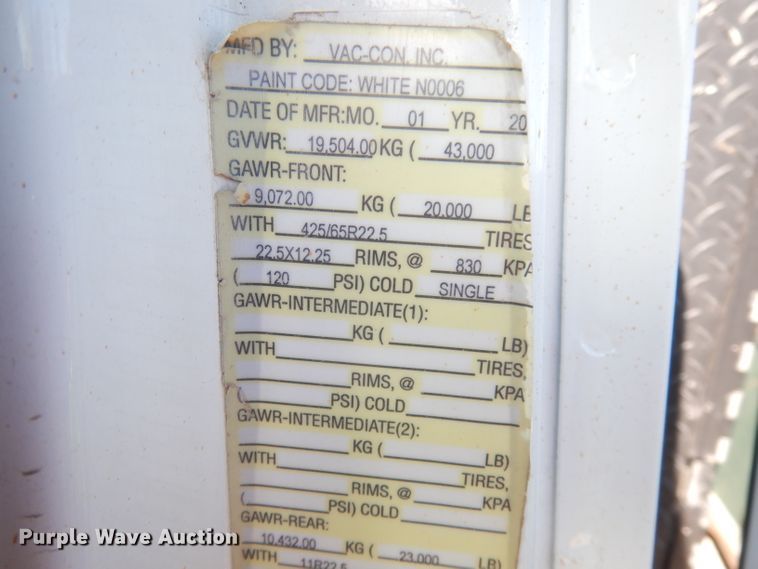 MFD BY: VAC-CON, INC.
PAINT CODE: WHITE N0006
DATE OF MFR:MO. 01 YR. 20
GVWR: 19,504.00 KG ( 43,000
GAWR-FRONT:
9,072.00 KG ( 20,000 LB
WITH 425/65R22.5 TIRES
22.5X12.25 RIMS, @ 830 KPA
( 120 PSI) COLD SINGLE
GAWR-INTERMEDIATE(1):
KG ( LB)
WITH TIRES,
RIMS, @ KPA
( PSI) COLD
GAWR-INTERMEDIATE(2):
KG ( LB)
WITH TIRES,
RIMS, @ KPA
( PSI) COLD
GAWR-REAR:
10,432.00 KG ( 23,000 LB)
WITH 11R22.5
Purple Wave Auction